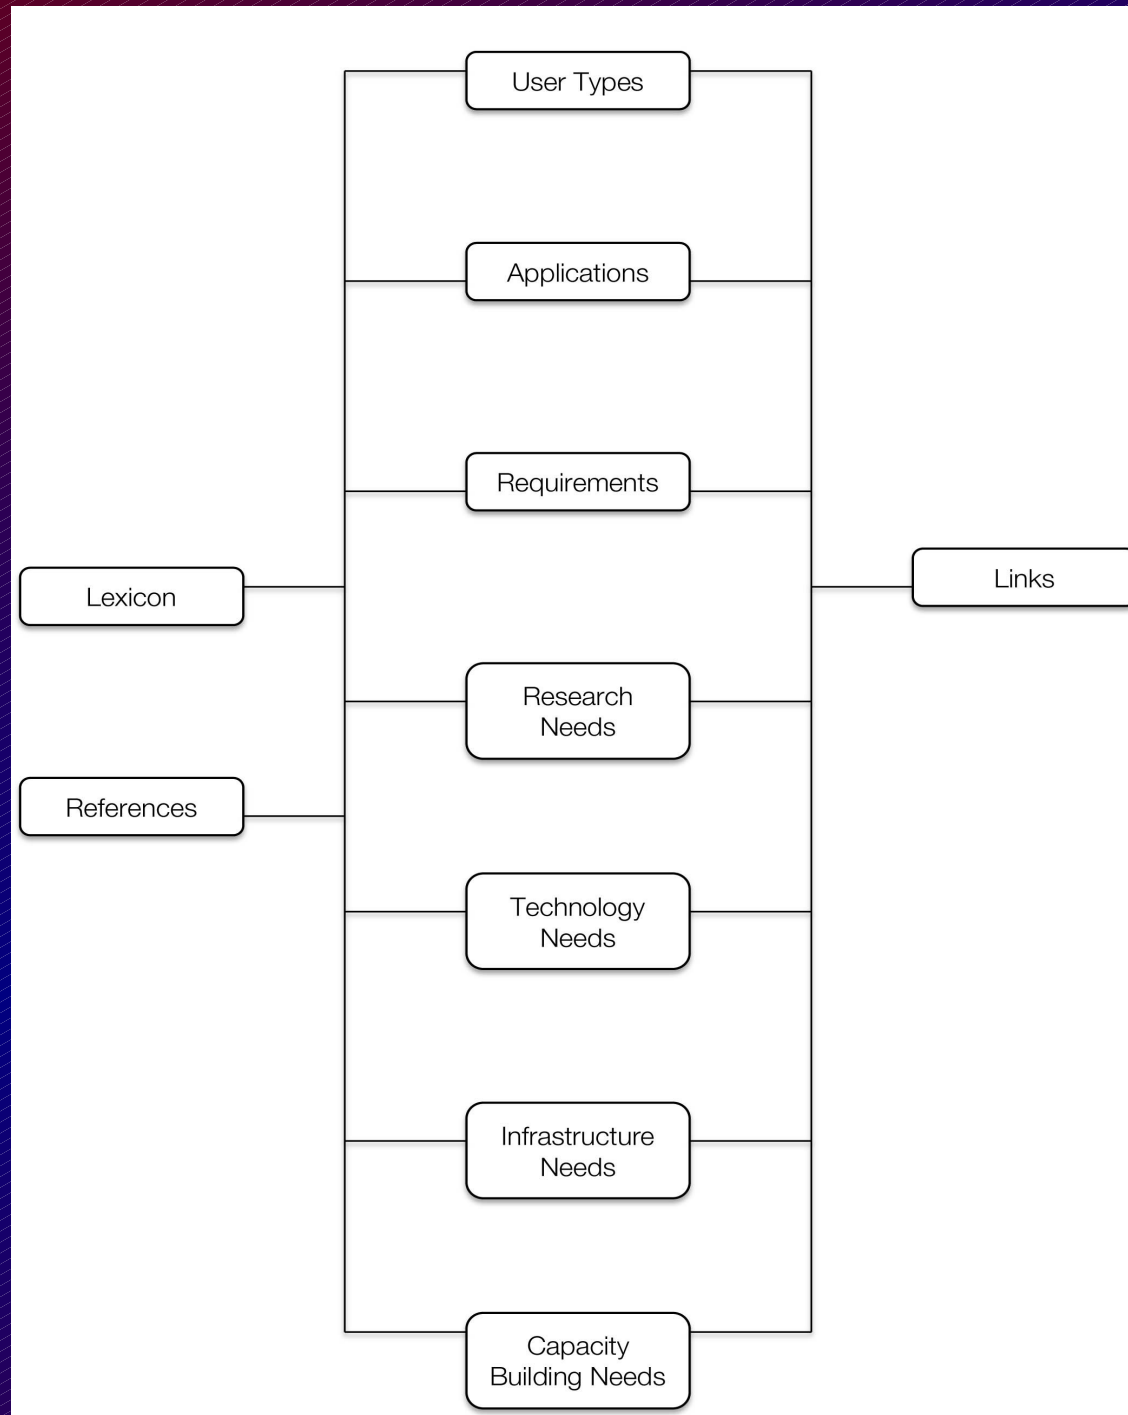 User Types
Applications
Requirements
Lexicon
Links
Research
Needs
References
Technology
Needs
Infrastructure
Needs
Capacity
Building Needs